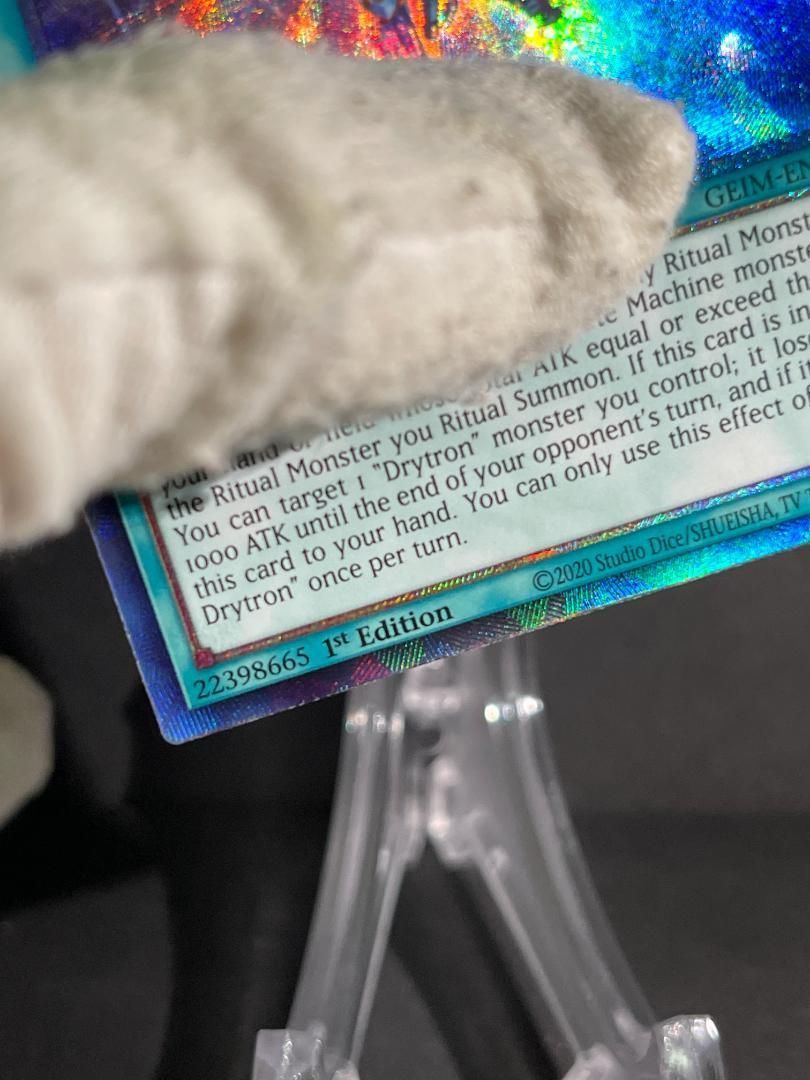 GEIM-EN
y Ritual Monst
Machine monste
ATK equal or exceed th
the Ritual Monster you Ritual Summon. If this card is in
You can target 1 "Drytron" monster you control; it lose
1000 ATK until the end of your opponent's turn, and if it
this card to your hand. You can only use this effect of
Drytron" once per turn.
©2020 Studio Dice/SHUEISHA, TV
22398665 1st Edition